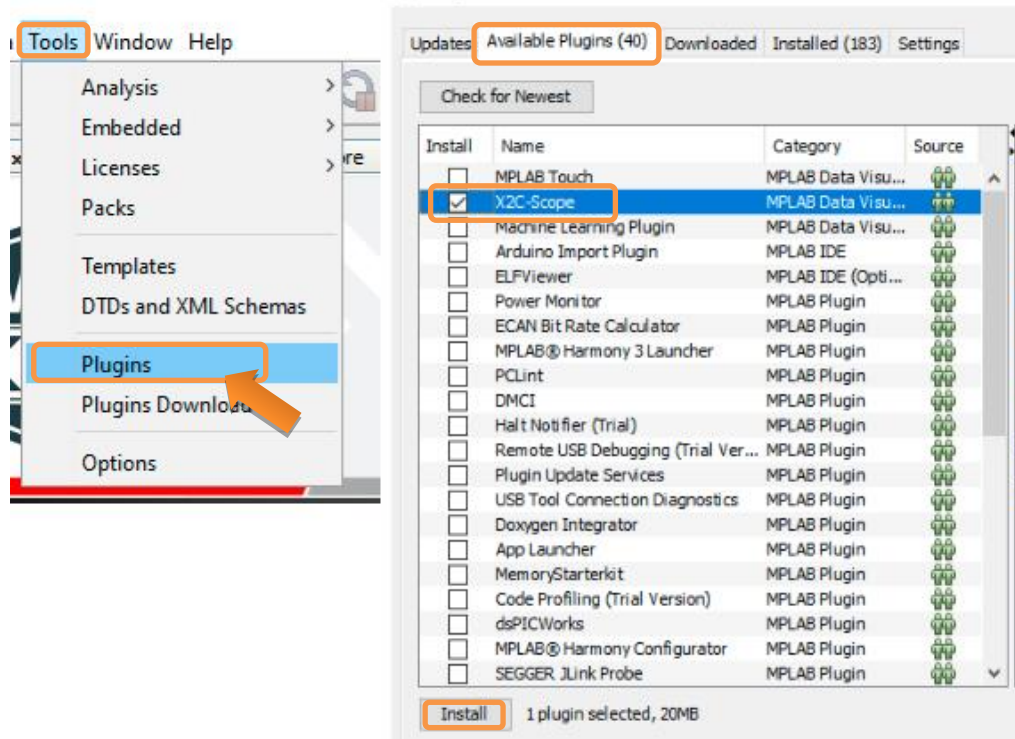 Tools Window Help
Analysis
Embedded
Licenses
re
Packs
Templates
DTDs and XML Schemas
Plugins
Plugins Downloa
Options
Updates Available Plugins (40) Downloaded Installed (183) Settings
Check for Newest
Install Name Category Source
MPLAB Touch MPLAB Data Visu...
X2C-Scope MPLAB Data Visu...
Machine Learning Plugin MPLAB Data Visu...
Arduino Import Plugin MPLAB IDE
ELFViewer MPLAB IDE (Opti...
Power Monitor MPLAB Plugin
ECAN Bit Rate Calculator MPLAB Plugin
MPLAB® Harmony 3 Launcher MPLAB Plugin
PCLint MPLAB Plugin
DMCI MPLAB Plugin
Halt Notifier (Trial) MPLAB Plugin
Remote USB Debugging (Trial Ver... MPLAB Plugin
Plugin Update Services MPLAB Plugin
USB Tool Connection Diagnostics MPLAB Plugin
Doxygen Integrator MPLAB Plugin
App Launcher MPLAB Plugin
MemoryStarterkit MPLAB Plugin
Code Profiling (Trial Version) MPLAB Plugin
dsPICWorks MPLAB Plugin
MPLAB® Harmony Configurator MPLAB Plugin
SEGGER JLink Probe MPLAB Plugin
Install 1 plugin selected, 20MB